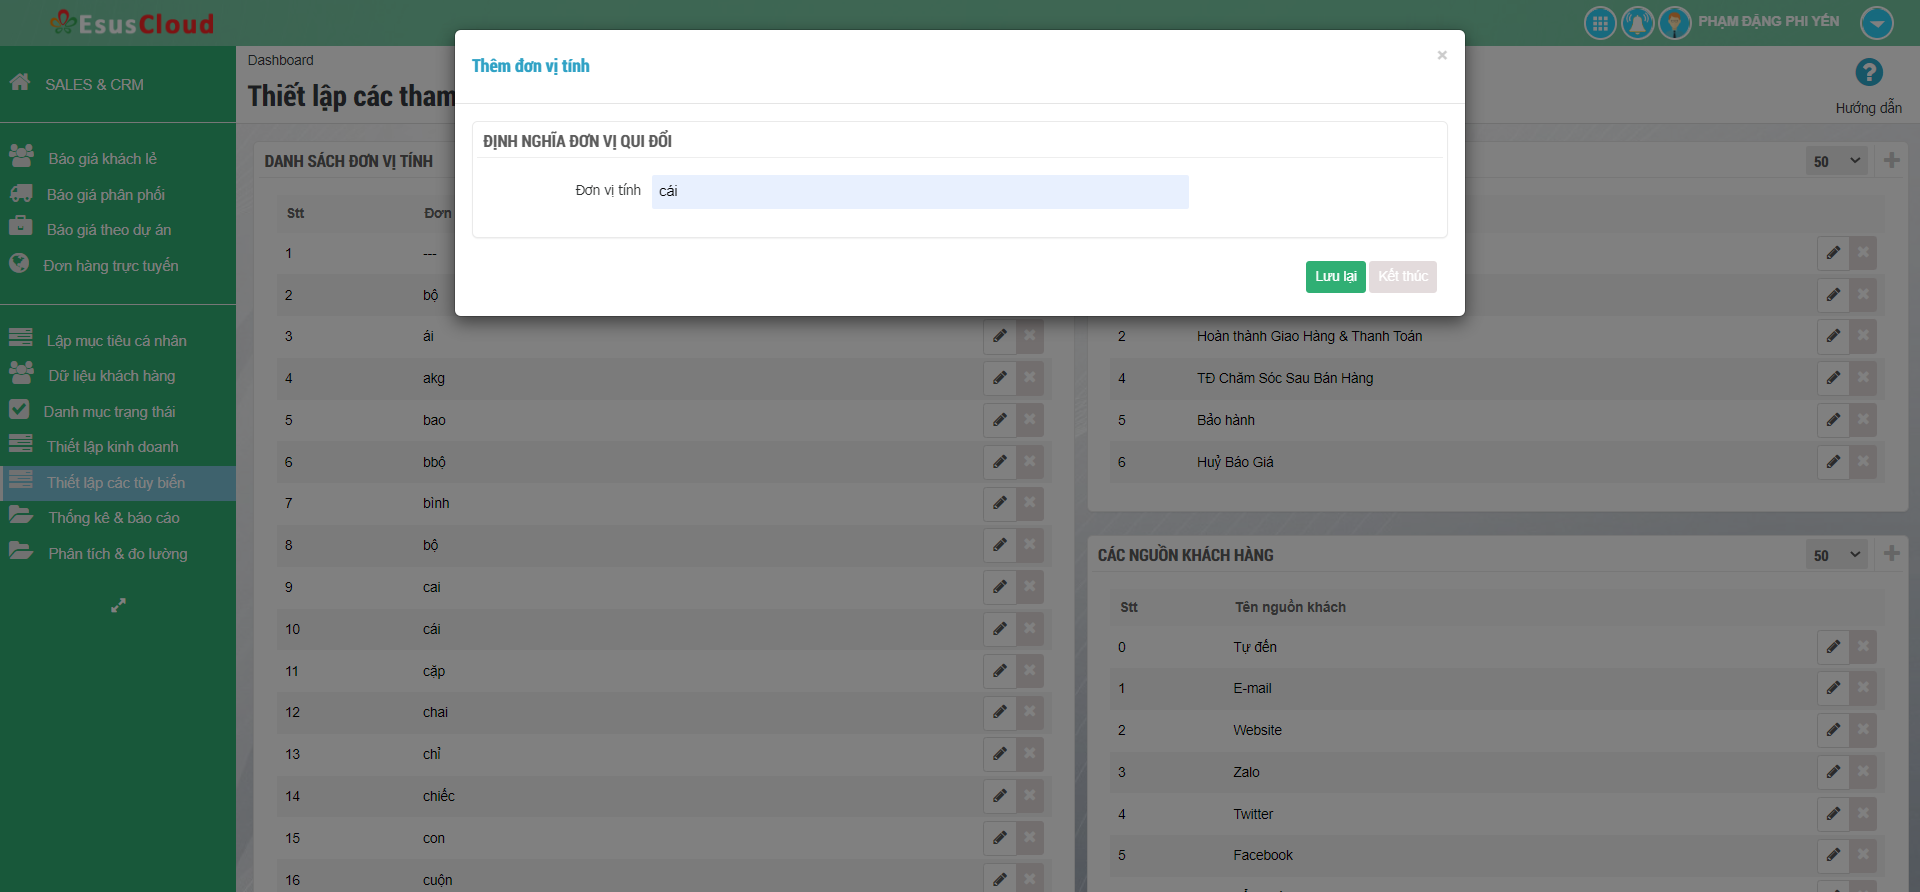 EsusCloud
PHẠM ĐẶNG PHI YẾN
SALES & CRM
Báo giá khách lẻ
Báo giá phân phối
Báo giá theo dự án
Đơn hàng trực tuyến
Lập mục tiêu cá nhân
Dữ liệu khách hàng
Danh mục trạng thái
Thiết lập kinh doanh
Thiết lập các tùy biến
Thống kê & báo cáo
Phân tích & đo lường
Dashboard
Thiết lập các tham
Hướng dẫn
Thêm đơn vị tính
×
ĐỊNH NGHĨA ĐƠN VỊ QUI ĐỔI
Đơn vị tính cái
Lưu lại Kết thúc
DANH SÁCH ĐƠN VỊ TÍNH
Stt Đơn
1 ---
2 bộ
3 ái
4 akg
5 bao
6 bbộ
7 bình
8 bộ
9 cai
10 cái
11 cặp
12 chai
13 chỉ
14 chiếc
15 con
16 cuộn
50
2 Hoàn thành Giao Hàng & Thanh Toán
4 TĐ Chăm Sóc Sau Bán Hàng
5 Bảo hành
6 Huỷ Báo Giá
CÁC NGUỒN KHÁCH HÀNG 50
Stt Tên nguồn khách
0 Tự đến
1 E-mail
2 Website
3 Zalo
4 Twitter
5 Facebook